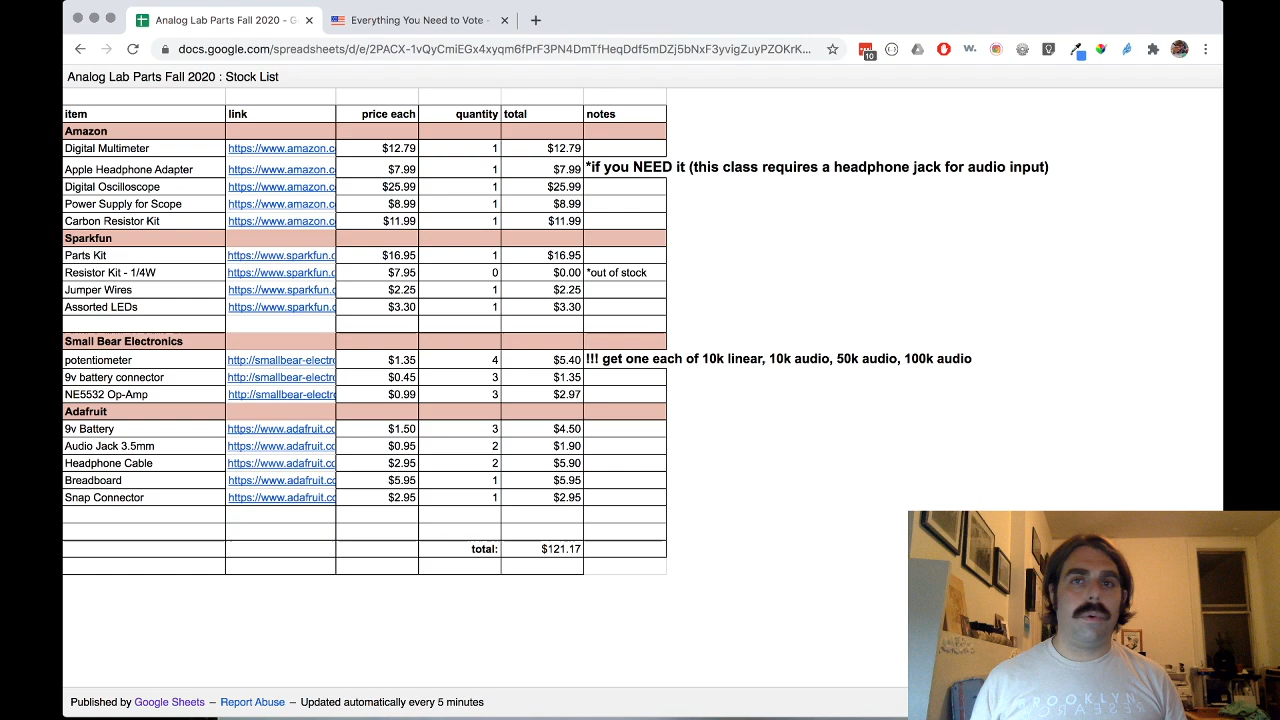 Analog Lab Parts Fall 2020 - G
Everything You Need to Vote -
docs.google.com/spreadsheets/d/e/2PACX-1vQyCmiEGx4xyqm6fPrF3PN4DmTfHeqDdf5mDZj5bNxF3yvigZuyPZOKrK...
10
w.
Analog Lab Parts Fall 2020 : Stock List
item link price each quantity total notes
Amazon
Digital Multimeter https://www.amazon.c $12.79 1 $12.79
Apple Headphone Adapter https://www.amazon.c $7.99 1 $7.99 *if you NEED it (this class requires a headphone jack for audio input)
Digital Oscilloscope https://www.amazon.c $25.99 1 $25.99
Power Supply for Scope https://www.amazon.c $8.99 1 $8.99
Carbon Resistor Kit https://www.amazon.c $11.99 1 $11.99
Sparkfun
Parts Kit https://www.sparkfun.c $16.95 1 $16.95
Resistor Kit - 1/4W https://www.sparkfun.c $7.95 0 $0.00 *out of stock
Jumper Wires https://www.sparkfun.c $2.25 1 $2.25
Assorted LEDs https://www.sparkfun.c $3.30 1 $3.30
Small Bear Electronics
potentiometer http://smallbear-electro $1.35 4 $5.40 !!! get one each of 10k linear, 10k audio, 50k audio, 100k audio
9v battery connector http://smallbear-electro $0.45 3 $1.35
NE5532 Op-Amp http://smallbear-electro $0.99 3 $2.97
Adafruit
9v Battery https://www.adafruit.co $1.50 3 $4.50
Audio Jack 3.5mm https://www.adafruit.co $0.95 2 $1.90
Headphone Cable https://www.adafruit.co $2.95 2 $5.90
Breadboard https://www.adafruit.co $5.95 1 $5.95
Snap Connector https://www.adafruit.co $2.95 1 $2.95
total: $121.17
Published by Google Sheets – Report Abuse – Updated automatically every 5 minutes